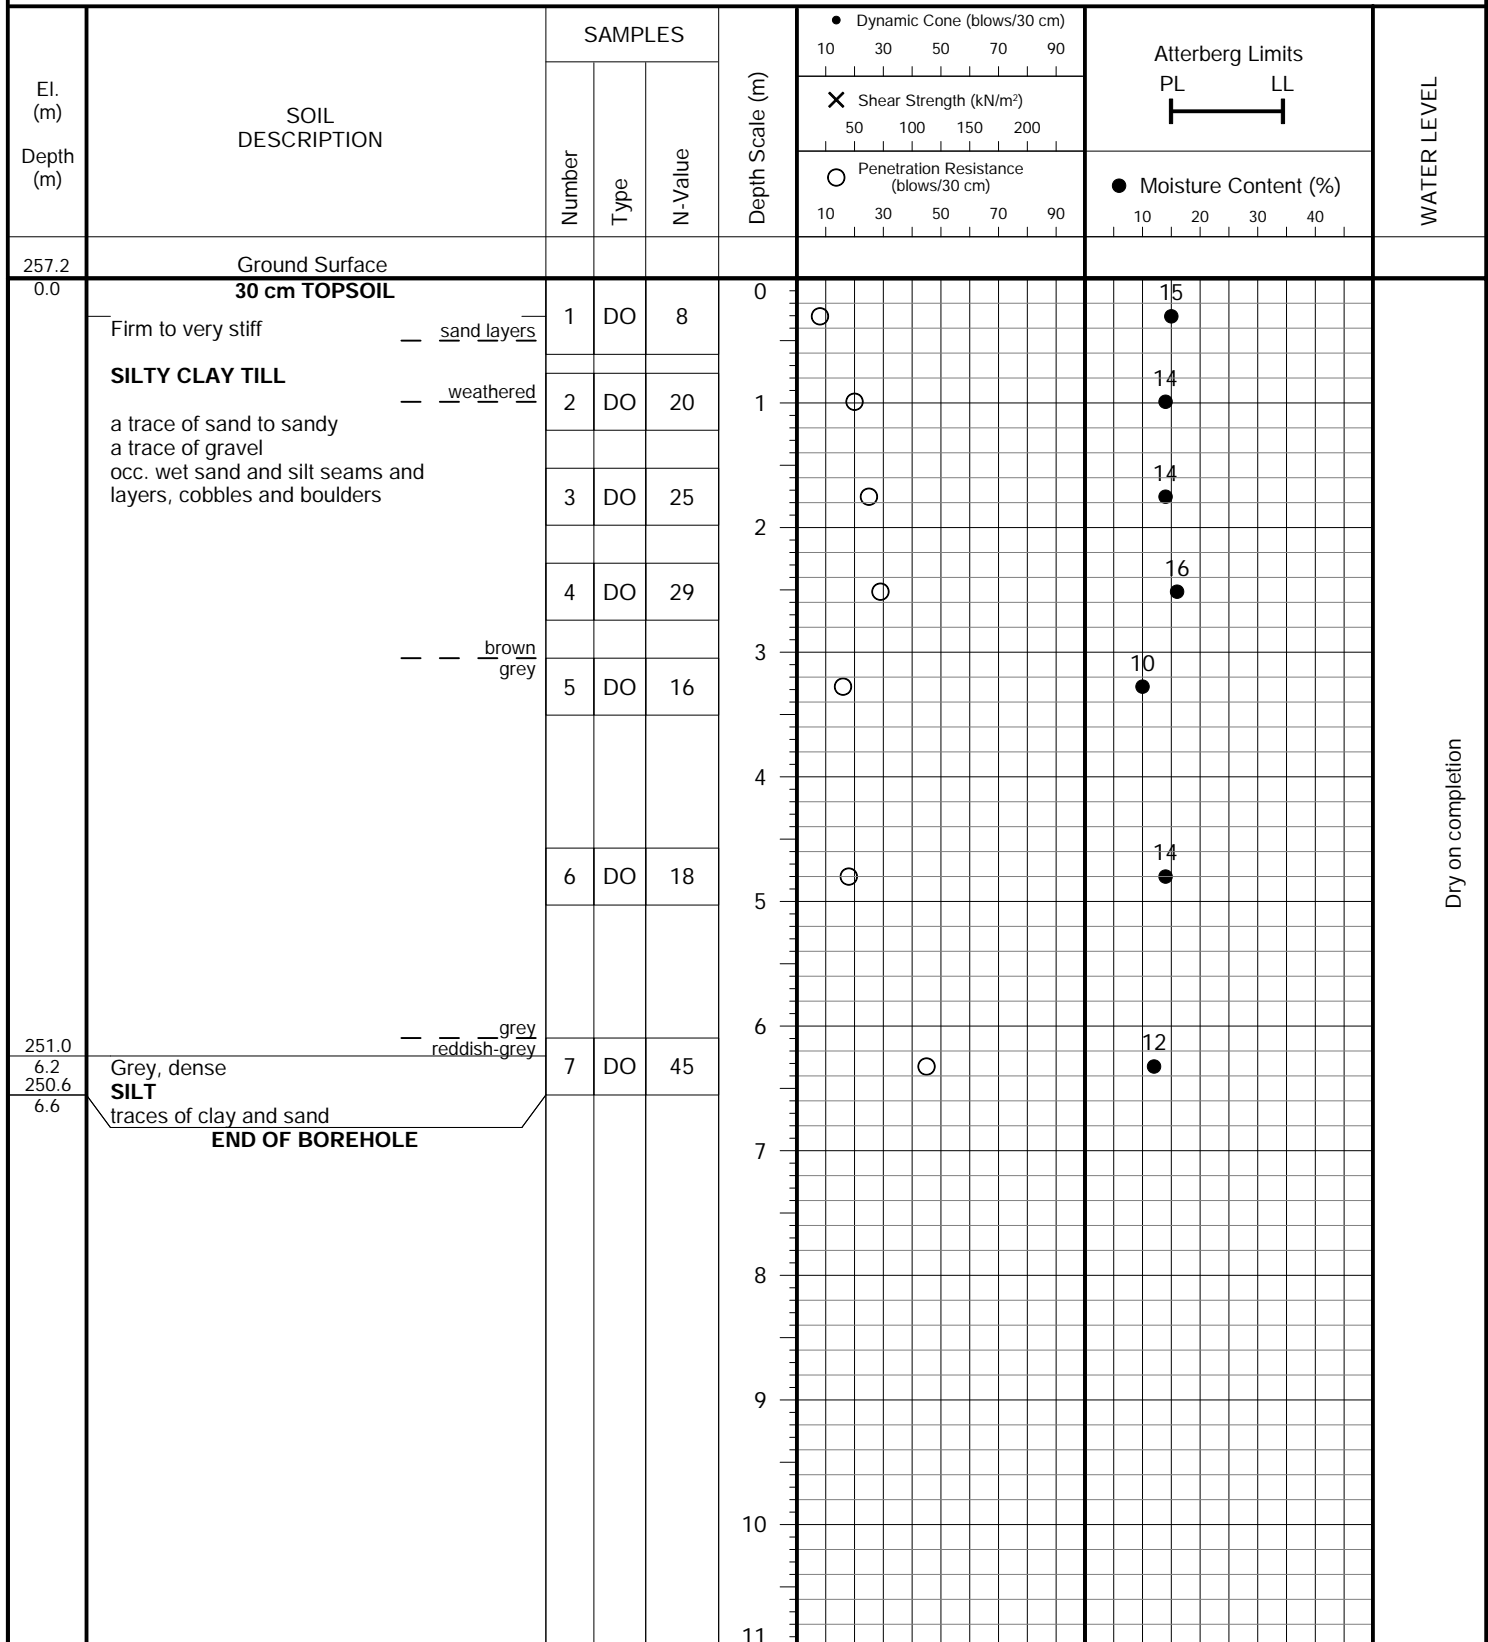 El.
(m)
Depth
(m)
SOIL
DESCRIPTION
SAMPLES
Number
Type
N-Value
Depth Scale (m)
Dynamic Cone (blows/30 cm)
10 30 50 70 90
Shear Strength (kN/m²)
50 100 150 200
Penetration Resistance
(blows/30 cm)
10 30 50 70 90
Atterberg Limits
PL LL
Moisture Content (%)
10 20 30 40
WATER LEVEL
257.2 Ground Surface
0.0 30 cm TOPSOIL 0 15
Firm to very stiff sand layers 1 DO 8
SILTY CLAY TILL 14
weathered 2 DO 20 1
a trace of sand to sandy
a trace of gravel
occ. wet sand and silt seams and 14
layers, cobbles and boulders 3 DO 25
2
16
4 DO 29
brown 3
grey 10
5 DO 16
4
14
6 DO 18
5
Dry on completion
grey 6
251.0 reddish-grey 12
6.2 Grey, dense 7 DO 45
250.6 SILT
6.6 traces of clay and sand
END OF BOREHOLE
7
8
9
10
11